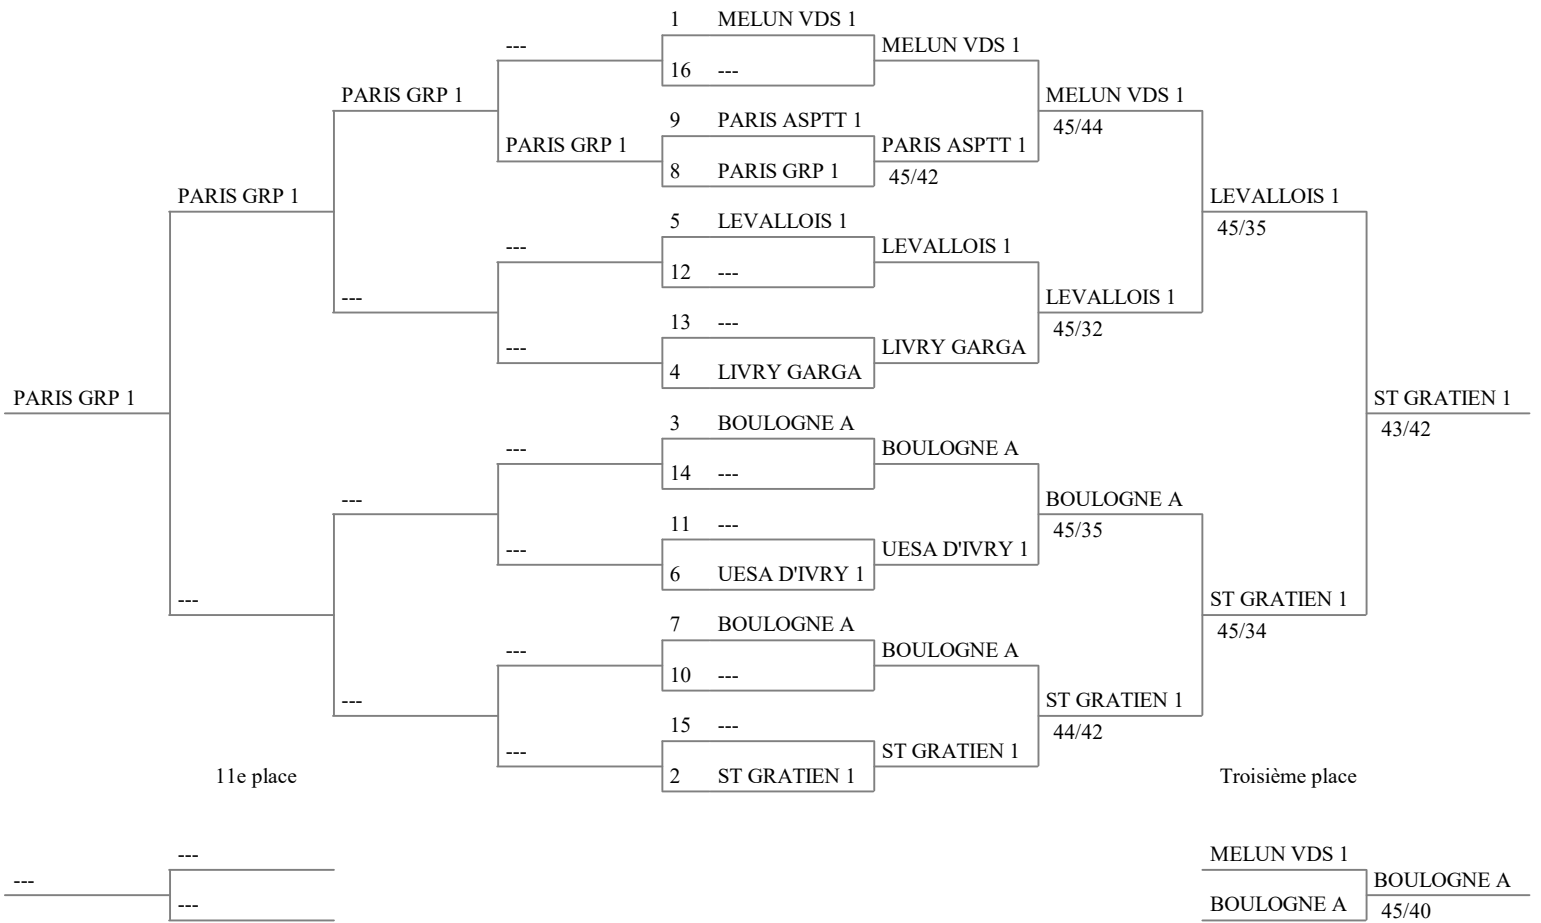 1 MELUN VDS 1
--- MELUN VDS 1
16 ---
PARIS GRP 1 MELUN VDS 1
9 PARIS ASPTT 1 45/44
PARIS GRP 1 PARIS ASPTT 1
8 PARIS GRP 1 45/42
PARIS GRP 1 LEVALLOIS 1
5 LEVALLOIS 1 45/35
--- LEVALLOIS 1
12 ---
--- LEVALLOIS 1
13 --- 45/32
--- LIVRY GARGA
4 LIVRY GARGA
PARIS GRP 1 ST GRATIEN 1
3 BOULOGNE A 43/42
--- BOULOGNE A
14 ---
--- BOULOGNE A
11 --- 45/35
--- UESA D'IVRY 1
6 UESA D'IVRY 1
--- ST GRATIEN 1
7 BOULOGNE A 45/34
--- BOULOGNE A
10 ---
--- ST GRATIEN 1
15 --- 44/42
--- ST GRATIEN 1
2 ST GRATIEN 1
11e place Troisième place
--- MELUN VDS 1
--- BOULOGNE A
--- BOULOGNE A 45/40